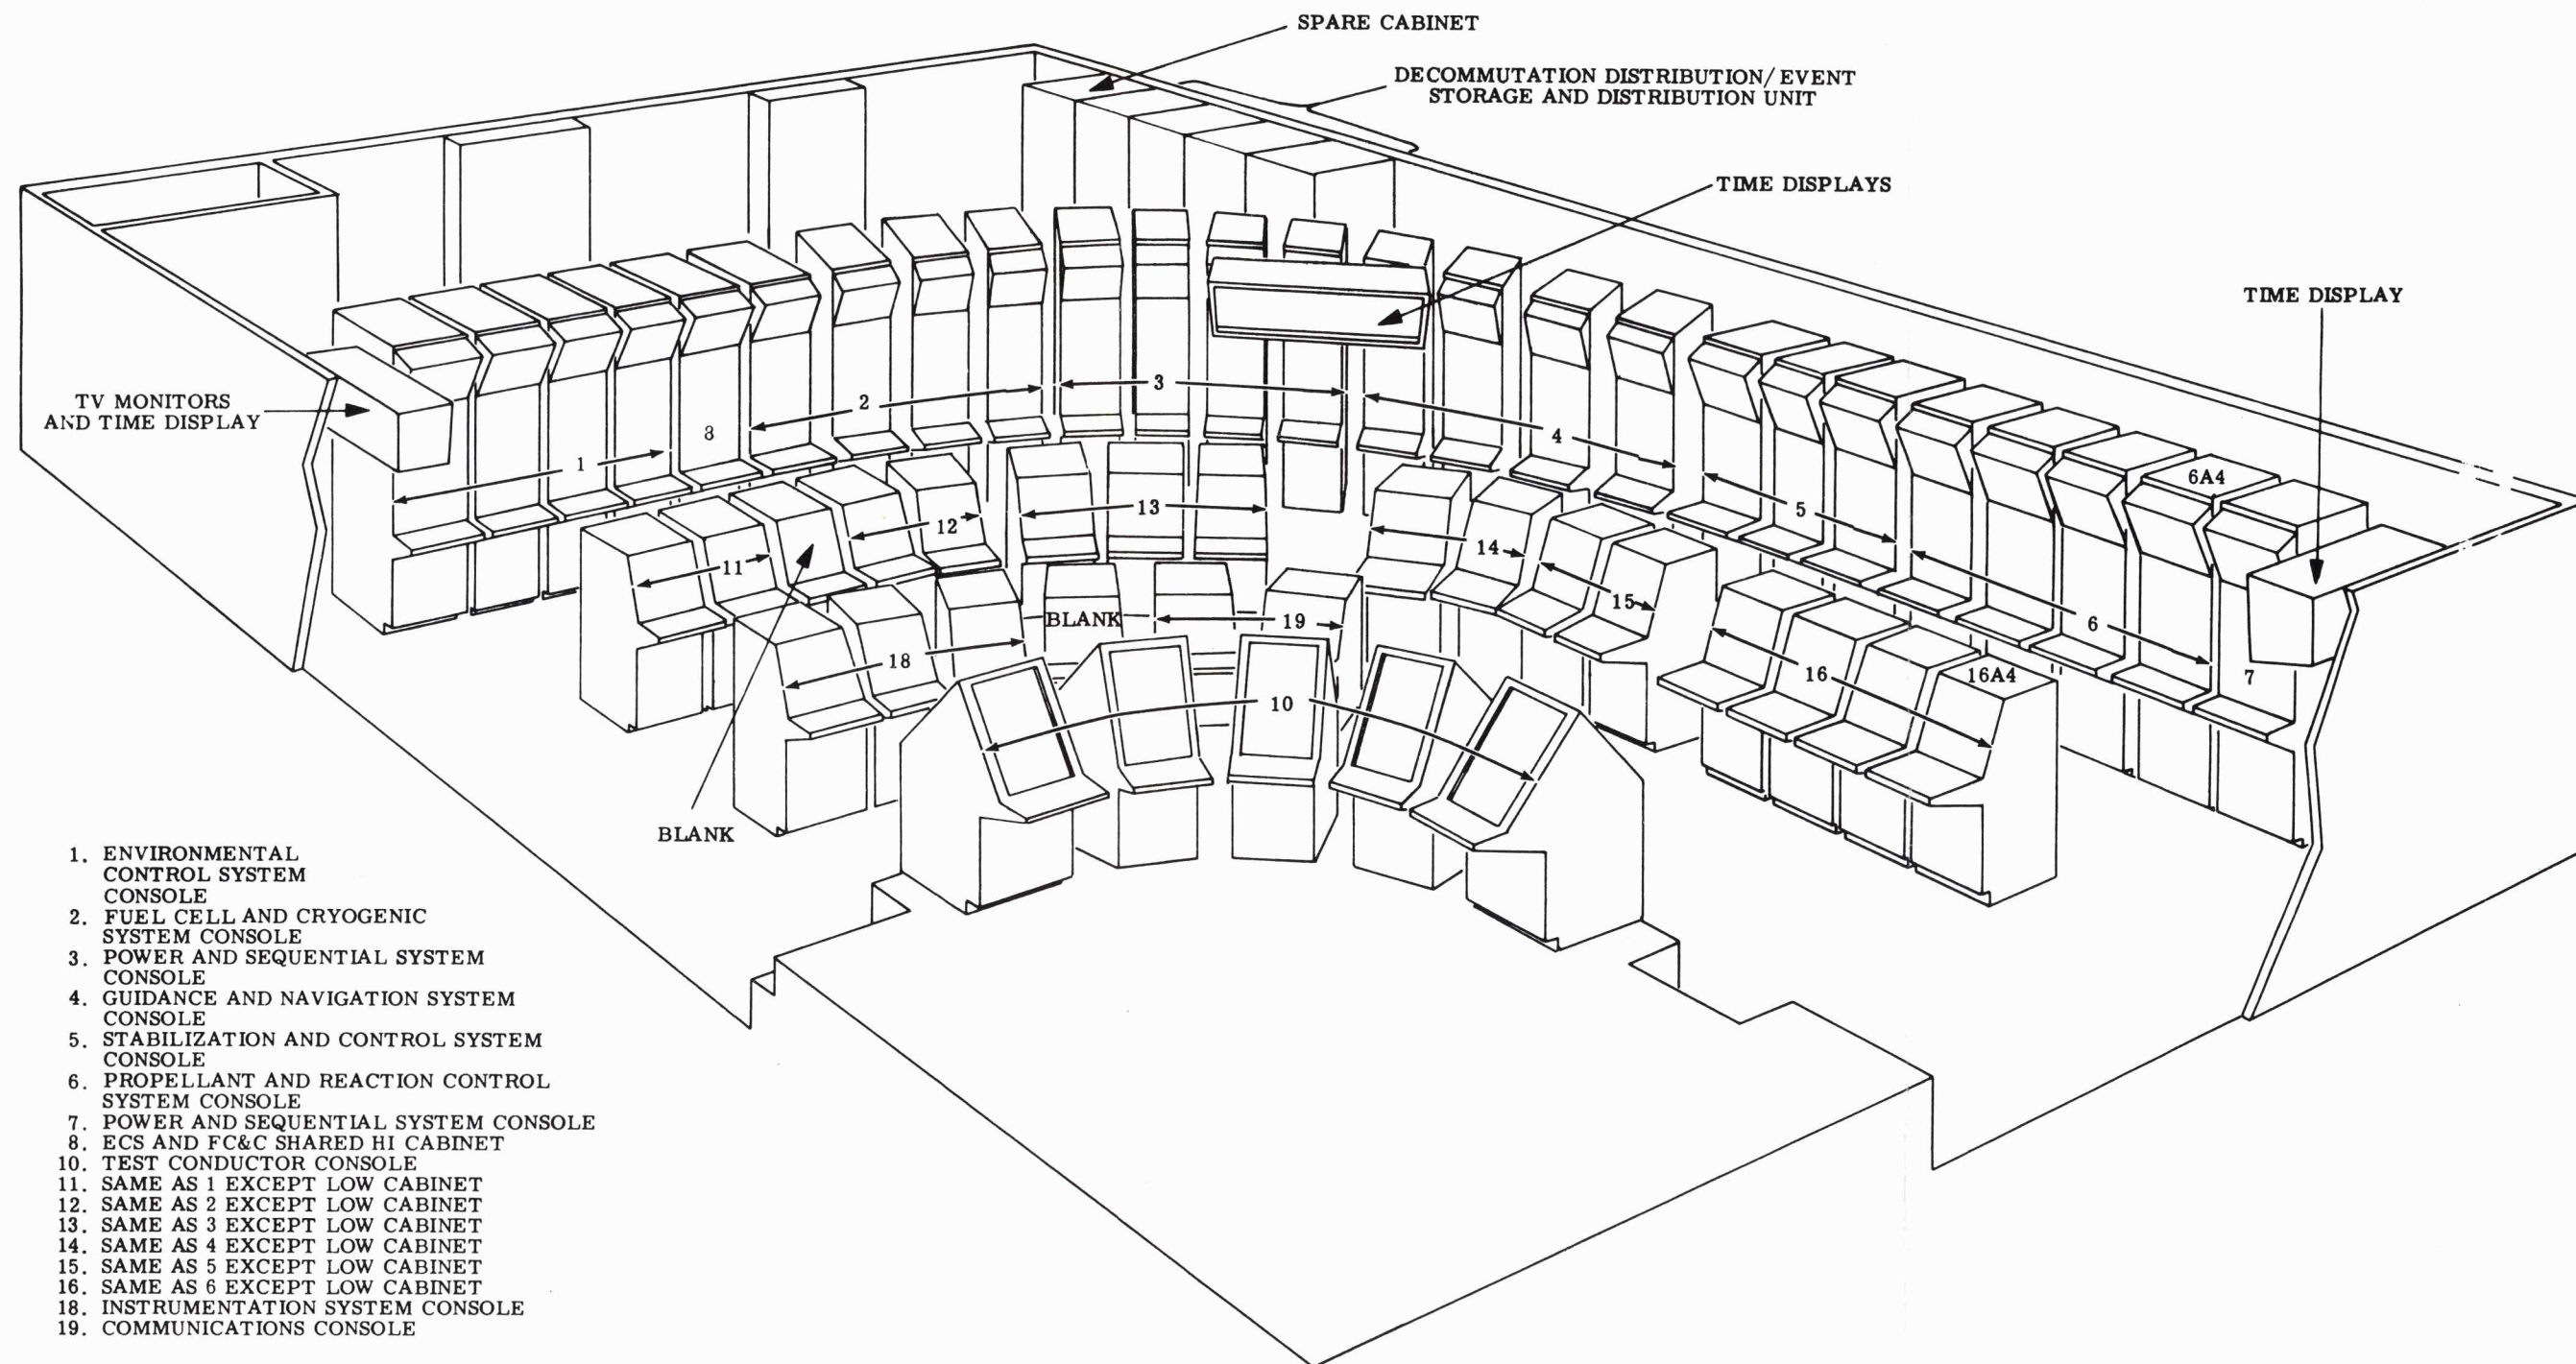 SPARE CABINET
DECOMMUTATION DISTRIBUTION/EVENT
STORAGE AND DISTRIBUTION UNIT
TIME DISPLAYS
TIME DISPLAY
TV MONITORS
AND TIME DISPLAY
1
8
2
3
4
5
6A4
6
7
11
12
13
14
15
16
16A4
18
BLANK
19
10
BLANK
1. ENVIRONMENTAL
CONTROL SYSTEM
CONSOLE
2. FUEL CELL AND CRYOGENIC
SYSTEM CONSOLE
3. POWER AND SEQUENTIAL SYSTEM
CONSOLE
4. GUIDANCE AND NAVIGATION SYSTEM
CONSOLE
5. STABILIZATION AND CONTROL SYSTEM
CONSOLE
6. PROPELLANT AND REACTION CONTROL
SYSTEM CONSOLE
7. POWER AND SEQUENTIAL SYSTEM CONSOLE
8. ECS AND FC&C SHARED HI CABINET
10. TEST CONDUCTOR CONSOLE
11. SAME AS 1 EXCEPT LOW CABINET
12. SAME AS 2 EXCEPT LOW CABINET
13. SAME AS 3 EXCEPT LOW CABINET
14. SAME AS 4 EXCEPT LOW CABINET
15. SAME AS 5 EXCEPT LOW CABINET
16. SAME AS 6 EXCEPT LOW CABINET
18. INSTRUMENTATION SYSTEM CONSOLE
19. COMMUNICATIONS CONSOLE